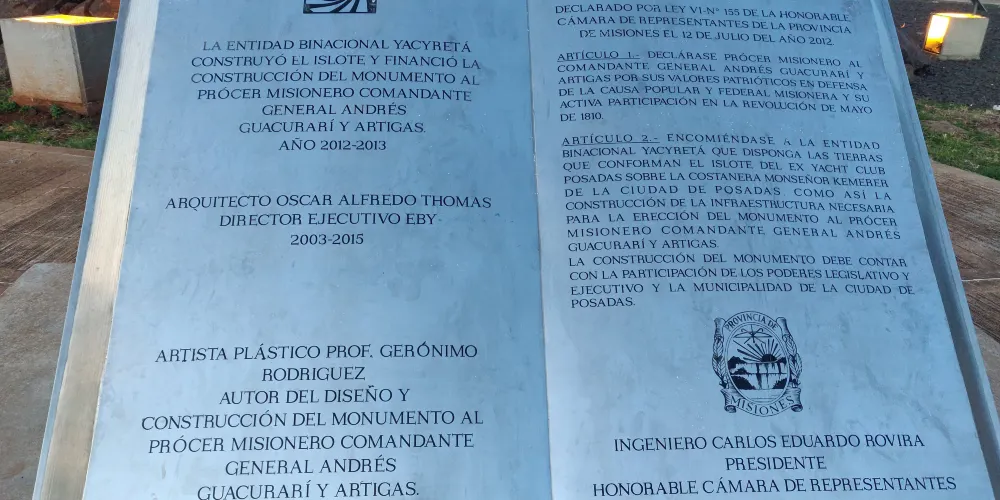 LA ENTIDAD BINACIONAL YACYRETÁ
CONSTRUYÓ EL ISLOTE Y FINANCIÓ LA
CONSTRUCCIÓN DEL MONUMENTO AL
PRÓCER MISIONERO COMANDANTE
GENERAL ANDRÉS
GUACURARÍ Y ARTIGAS.
AÑO 2012-2013
ARQUITECTO OSCAR ALFREDO THOMAS
DIRECTOR EJECUTIVO EBY
2003-2015
ARTISTA PLÁSTICO PROF. GERÓNIMO
RODRIGUEZ
AUTOR DEL DISEÑO Y
CONSTRUCCIÓN DEL MONUMENTO AL
PRÓCER MISIONERO COMANDANTE
GENERAL ANDRÉS
GUACURARÍ Y ARTIGAS.
DECLARADO POR LEY VI-N° 155 DE LA HONORABLE
CÁMARA DE REPRESENTANTES DE LA PROVINCIA
DE MISIONES EL 12 DE JULIO DEL AÑO 2012
ARTÍCULO 1.- DECLÁRASE PRÓCER MISIONERO AL
COMANDANTE GENERAL ANDRÉS GUACURARÍ Y
ARTIGAS POR SUS VALORES PATRIÓTICOS EN DEFENSA
DE LA CAUSA POPULAR Y FEDERAL MISIONERA Y SU
ACTIVA PARTICIPACIÓN EN LA REVOLUCIÓN DE MAYO
DE 1810.
ARTÍCULO 2.- ENCOMIÉNDASE A LA ENTIDAD
BINACIONAL YACYRETÁ QUE DISPONGA LAS TIERRAS
QUE CONFORMAN EL ISLOTE DEL EX YACHT CLUB
POSADAS SOBRE LA COSTANERA MONSEÑOR KEMERER
DE LA CIUDAD DE POSADAS, COMO ASÍ LA
CONSTRUCCIÓN DE LA INFRAESTRUCTURA NECESARIA
PARA LA ERECCIÓN DEL MONUMENTO AL PRÓCER
MISIONERO COMANDANTE GENERAL ANDRÉS
GUACURARÍ Y ARTIGAS.
LA CONSTRUCCIÓN DEL MONUMENTO DEBE CONTAR
CON LA PARTICIPACIÓN DE LOS PODERES LEGISLATIVO Y
EJECUTIVO Y LA MUNICIPALIDAD DE LA CIUDAD DE
POSADAS.
PROVINCIA DE
MISIONES
INGENIERO CARLOS EDUARDO ROVIRA
PRESIDENTE
HONORABLE CÁMARA DE REPRESENTANTES